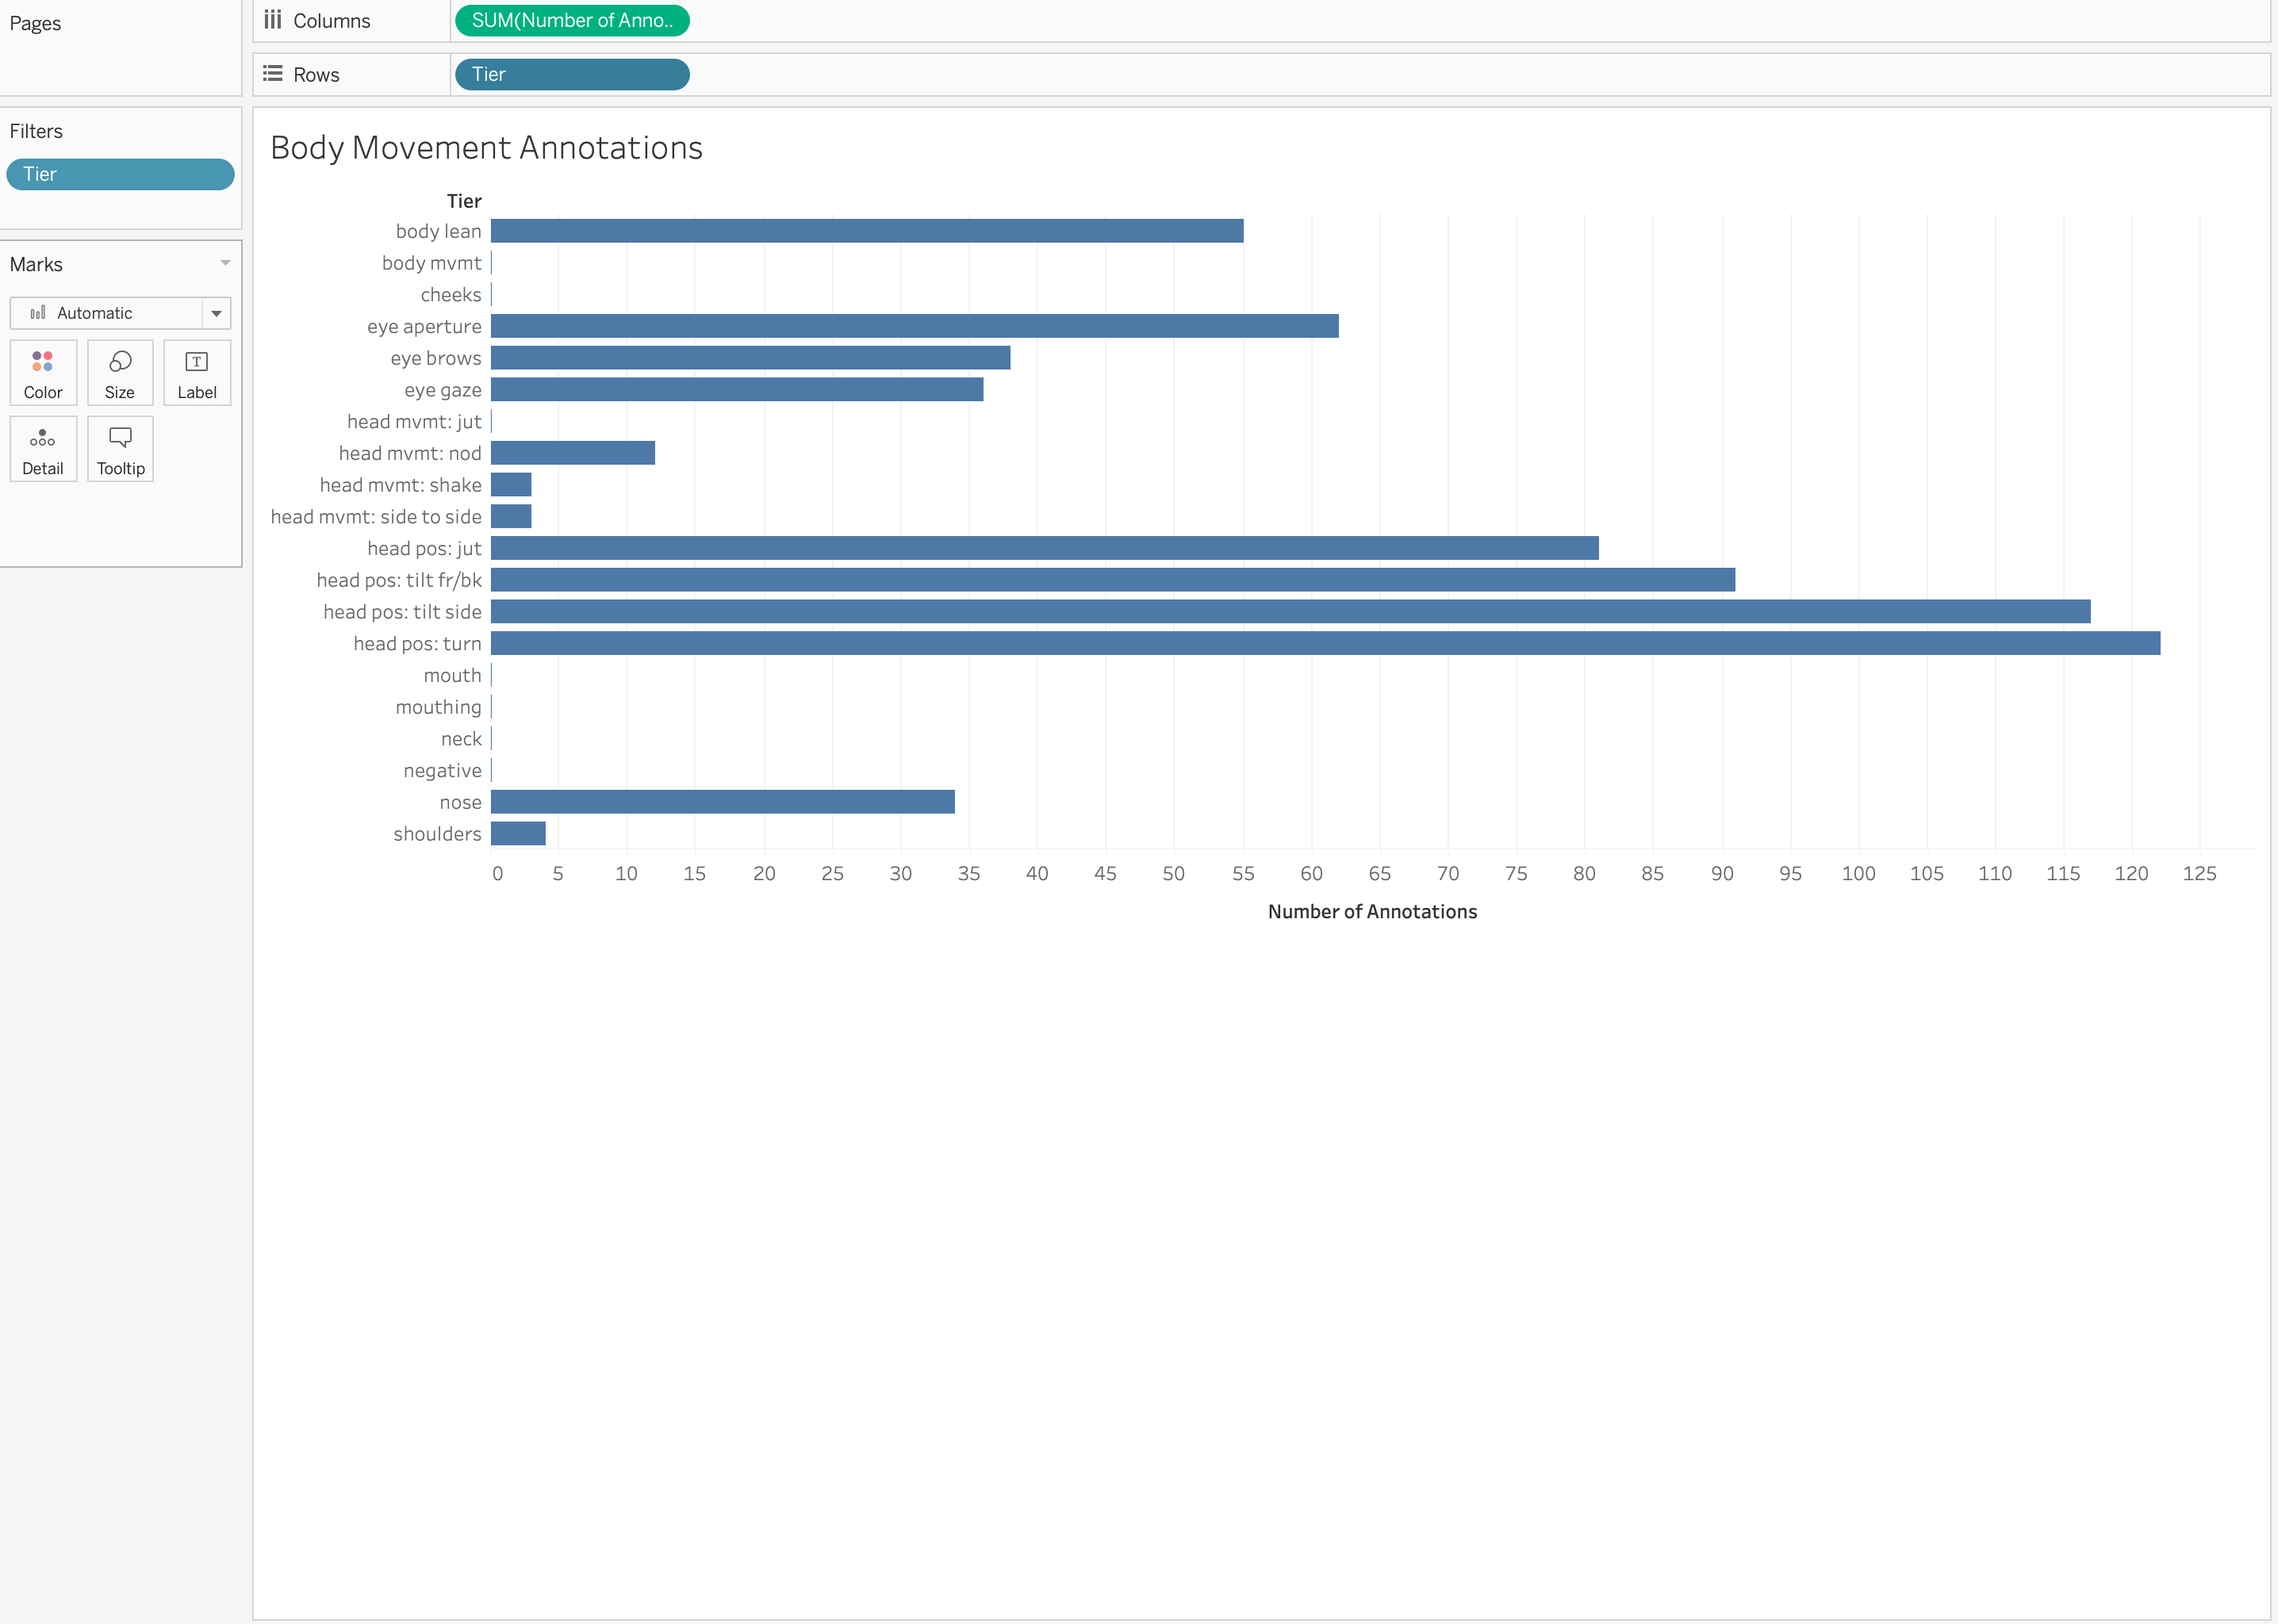 Pages
Columns
SUM(Number of Anno..
Rows
Tier
Filters
Tier
Marks
Automatic
Color
Size
Label
Detail
Tooltip
Body Movement Annotations
Tier
body lean
body mvmt
cheeks
eye aperture
eye brows
eye gaze
head mvmt: jut
head mvmt: nod
head mvmt: shake
head mvmt: side to side
head pos: jut
head pos: tilt fr/bk
head pos: tilt side
head pos: turn
mouth
mouthing
neck
negative
nose
shoulders
0 5 10 15 20 25 30 35 40 45 50 55 60 65 70 75 80 85 90 95 100 105 110 115 120 125
Number of Annotations